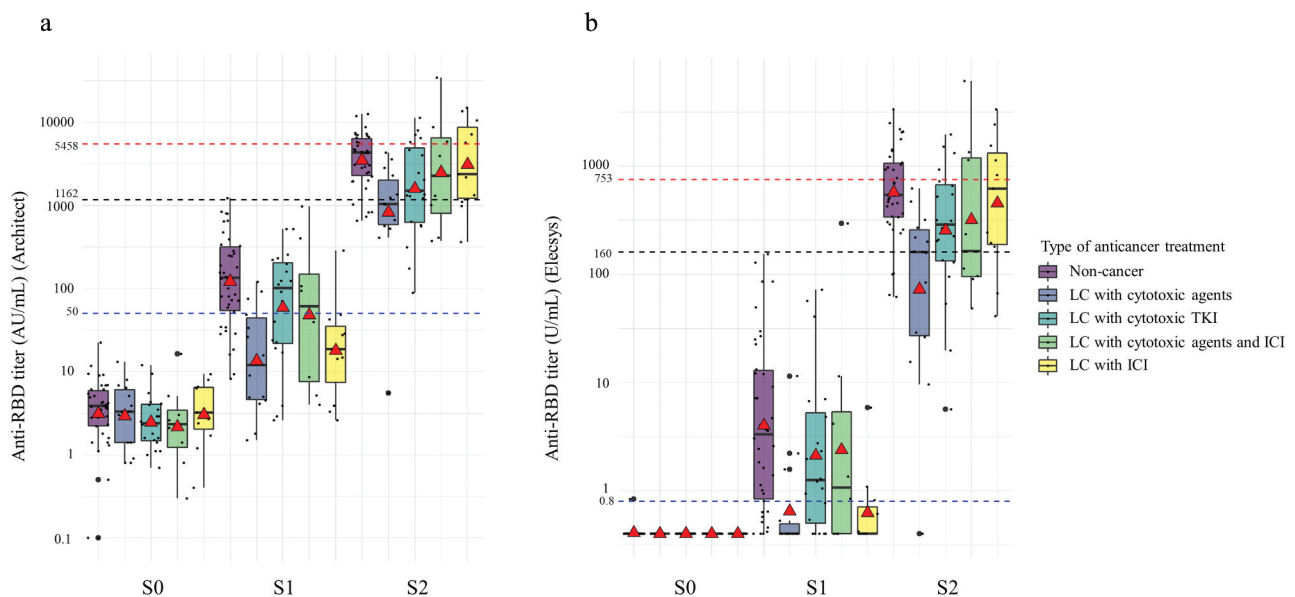 a
Anti-RBD titer (AU/mL) (Architect)
10000
5458
1162
1000
100
50
10
1
0.1
S0
S1
S2
b
Anti-RBD titer (U/mL) (Elecsys)
1000
753
160
100
10
1
0.8
S0
S1
S2
Type of anticancer treatment
Non-cancer
LC with cytotoxic agents
LC with cytotoxic TKI
LC with cytotoxic agents and ICI
LC with ICI